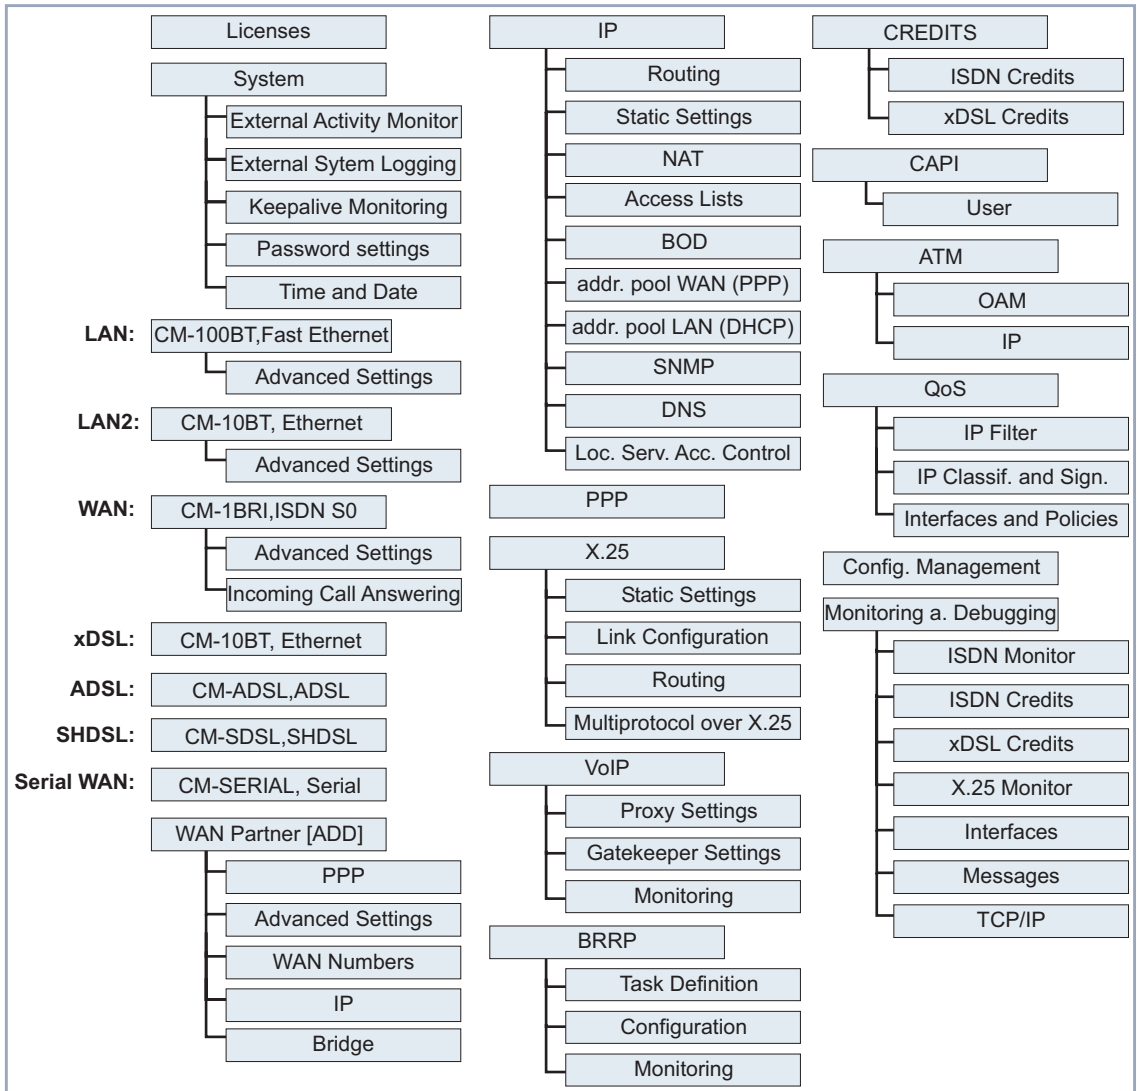 Licenses
System
External Activity Monitor
External Sytem Logging
Keepalive Monitoring
Password settings
Time and Date
LAN: CM-100BT,Fast Ethernet
Advanced Settings
LAN2: CM-10BT, Ethernet
Advanced Settings
WAN: CM-1BRI,ISDN S0
Advanced Settings
Incoming Call Answering
xDSL: CM-10BT, Ethernet
ADSL: CM-ADSL,ADSL
SHDSL: CM-SDSL,SHDSL
Serial WAN: CM-SERIAL, Serial
WAN Partner [ADD]
PPP
Advanced Settings
WAN Numbers
IP
Bridge
IP
Routing
Static Settings
NAT
Access Lists
BOD
addr. pool WAN (PPP)
addr. pool LAN (DHCP)
SNMP
DNS
Loc. Serv. Acc. Control
PPP
X.25
Static Settings
Link Configuration
Routing
Multiprotocol over X.25
VoIP
Proxy Settings
Gatekeeper Settings
Monitoring
BRRP
Task Definition
Configuration
Monitoring
CREDITS
ISDN Credits
xDSL Credits
CAPI
User
ATM
OAM
IP
QoS
IP Filter
IP Classif. and Sign.
Interfaces and Policies
Config. Management
Monitoring a. Debugging
ISDN Monitor
ISDN Credits
xDSL Credits
X.25 Monitor
Interfaces
Messages
TCP/IP